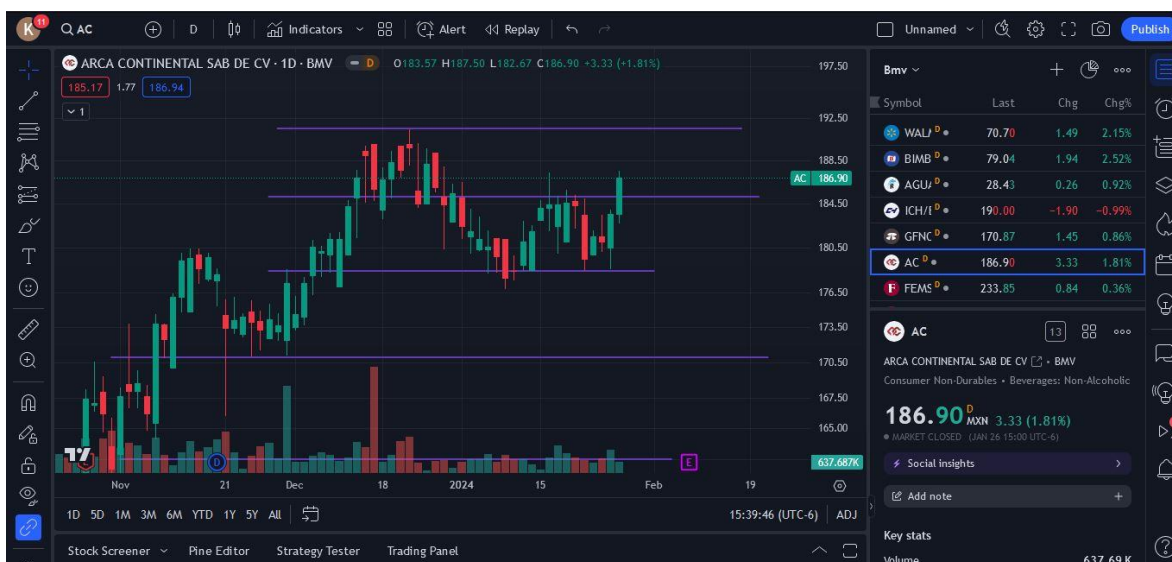 K 11 AC D Indicators Alert Replay Unnamed Publish
ARCA CONTINENTAL SAB DE CV · 1D · BMV D O183.57 H187.50 L182.67 C186.90 +3.33 (+1.81%)
185.17 1.77 186.94
1
197.50
192.50
188.50
AC 186.90
184.50
180.50
176.50
173.50
170.50
167.50
165.00
D E 637.687K
Nov 21 Dec 18 2024 15 Feb 19
1D 5D 1M 3M 6M YTD 1Y 5Y All 15:39:46 (UTC-6) ADJ
Stock Screener Pine Editor Strategy Tester Trading Panel
Bmv
Symbol Last Chg Chg%
D 70.70 1.49 2.15%
BIMB D 79.04 1.94 2.52%
AGU/ D 28.43 0.26 0.92%
D 190.00 −1.90 −0.99%
GFNC D 170.87 1.45 0.86%
AC D 186.90 3.33 1.81%
D 233.85 0.84 0.36%
AC 13
ARCA CONTINENTAL SAB DE CV • BMV
Consumer Non-Durables • Beverages: Non-Alcoholic
186.90 D MXN 3.33 (1.81%)
MARKET CLOSED (JAN 26 15:00 UTC-6)
Social insights
Add note
Key stats
Volume 637.69 K